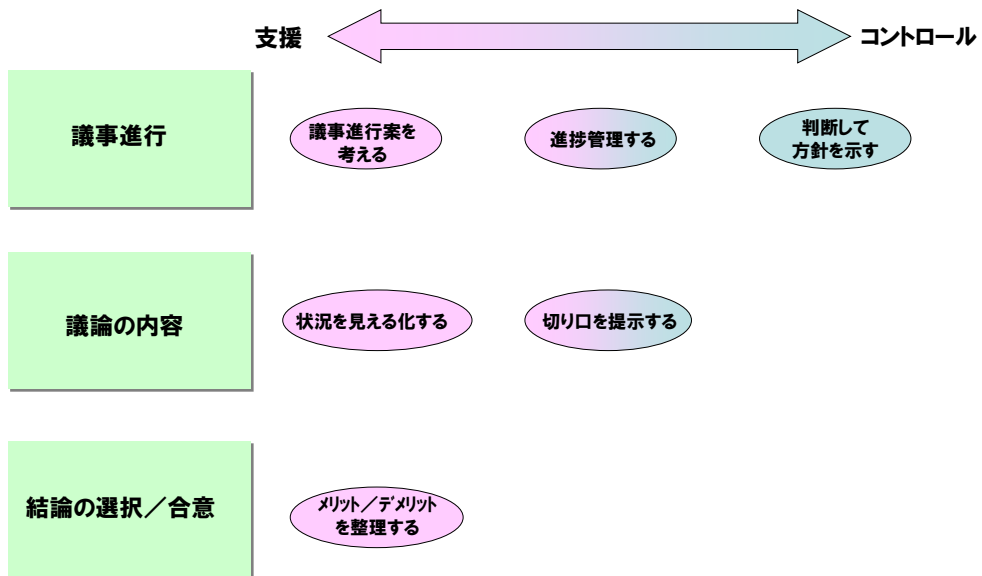 支援
コントロール
議事進行
議事進行案を
考える
進捗管理する
判断して
方針を示す
議論の内容
状況を見える化する
切り口を提示する
結論の選択／合意
メリット／デメリット
を整理する